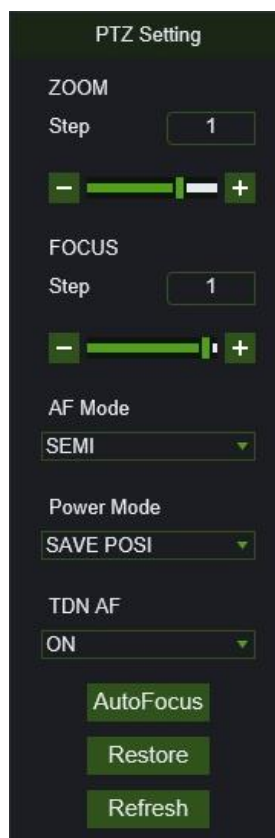 PTZ Setting
ZOOM
Step 1
− +
FOCUS
Step 1
− +
AF Mode
SEMI
Power Mode
SAVE POSI
TDN AF
ON
AutoFocus
Restore
Refresh